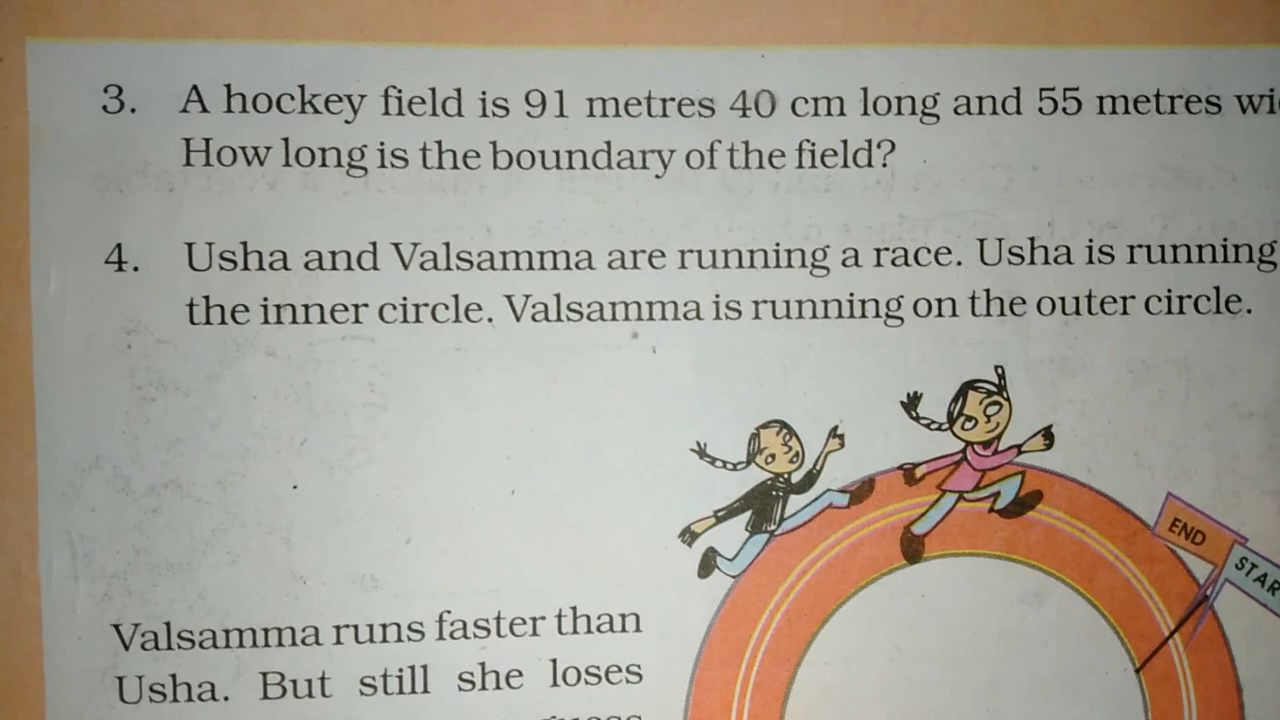 3. A hockey field is 91 metres 40 cm long and 55 metres
How long is the boundary of the field?
4. Usha and Valsamma are running a race. Usha is running
the inner circle. Valsamma is running on the outer circle.
END
STAR
Valsamma runs faster than
Usha. But still she loses